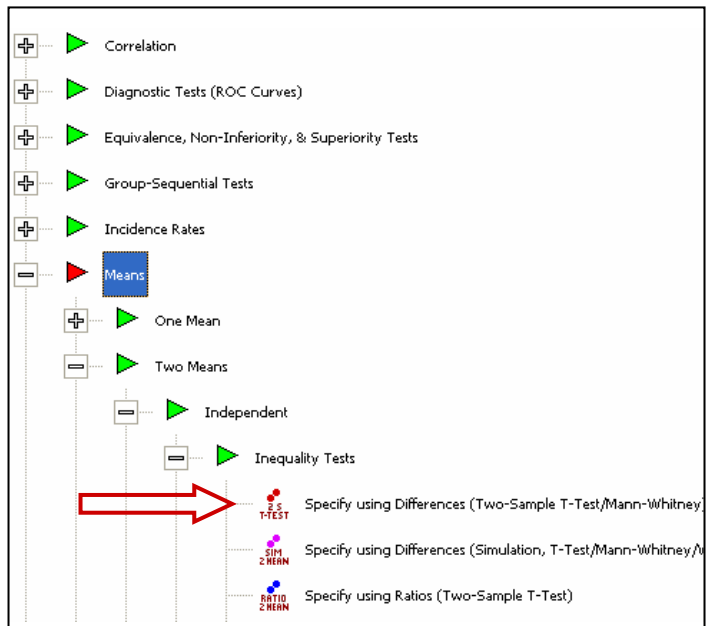 Correlation
Diagnostic Tests (ROC Curves)
Equivalence, Non-Inferiority, & Superiority Tests
Group-Sequential Tests
Incidence Rates
Means
One Mean
Two Means
Independent
Inequality Tests
2 S
T-TEST
Specify using Differences (Two-Sample T-Test/Mann-Whitney)
SIM
2 MEAN
Specify using Differences (Simulation, T-Test/Mann-Whitney/
RATIO
2 MEAN
Specify using Ratios (Two-Sample T-Test)